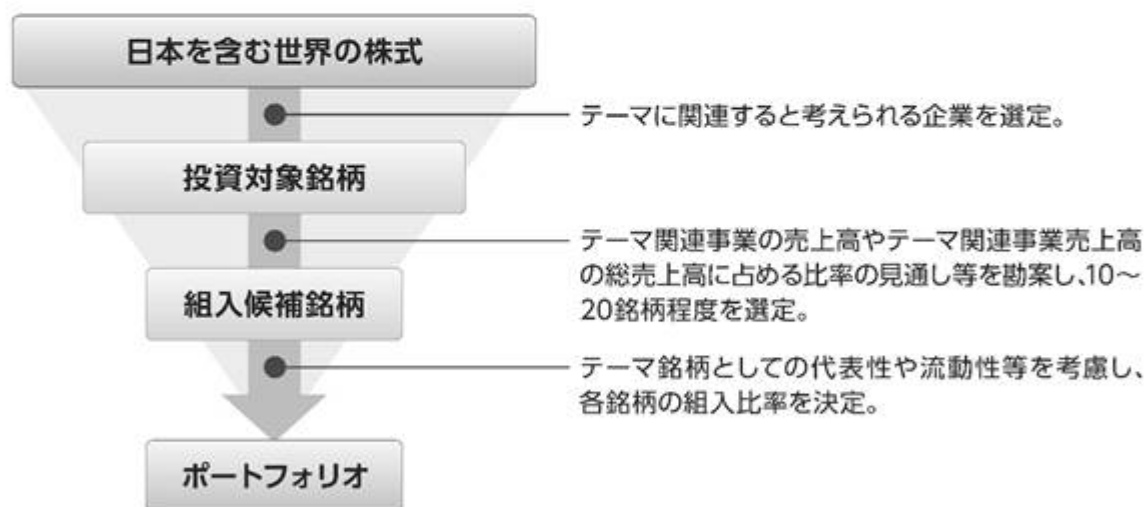 日本を含む世界の株式
テーマに関連すると考えられる企業を選定。
投資対象銘柄
テーマ関連事業の売上高やテーマ関連事業売上高
の総売上高に占める比率の見通し等を勘案し、10～
20銘柄程度を選定。
組入候補銘柄
テーマ銘柄としての代表性や流動性等を考慮し、
各銘柄の組入比率を決定。
ポートフォリオ